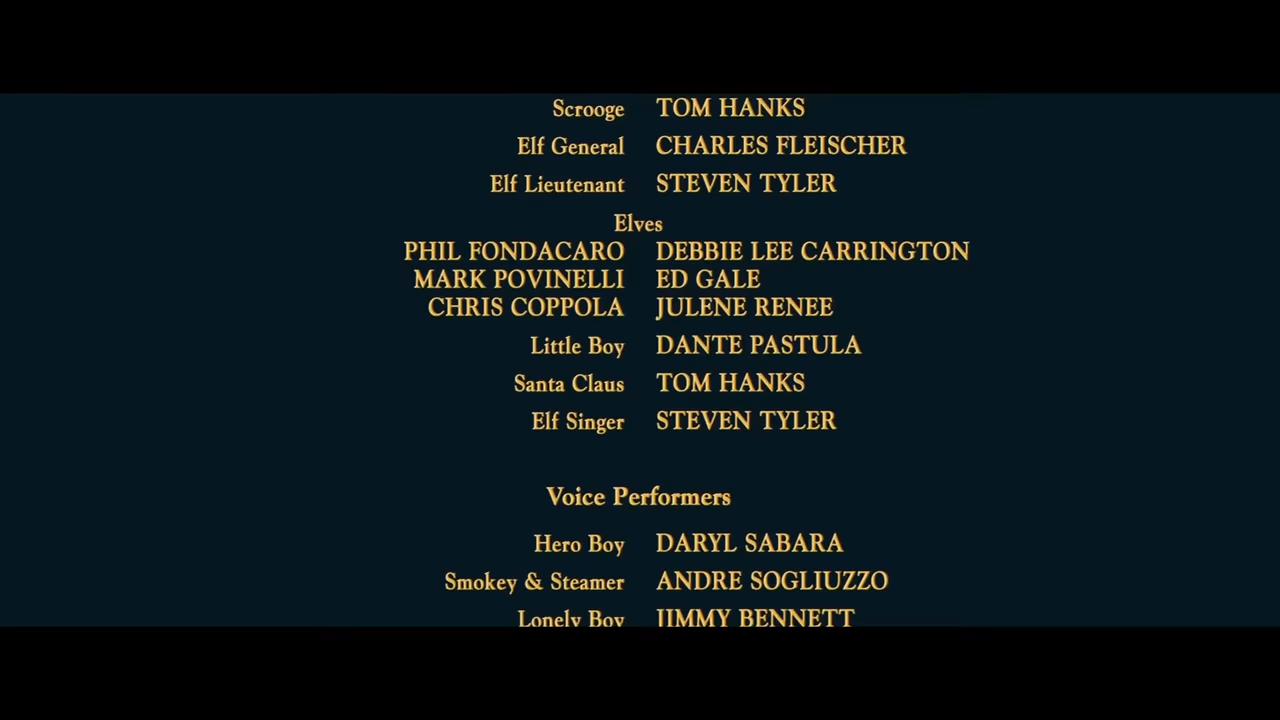 Scrooge TOM HANKS
Elf General CHARLES FLEISCHER
Elf Lieutenant STEVEN TYLER
Elves
PHIL FONDACARO DEBBIE LEE CARRINGTON
MARK POVINELLI ED GALE
CHRIS COPPOLA JULENE RENEE
Little Boy DANTE PASTULA
Santa Claus TOM HANKS
Elf Singer STEVEN TYLER
Voice Performers
Hero Boy DARYL SABARA
Smokey & Steamer ANDRE SOGLIUZZO
Lonely Boy JIMMY BENNETT